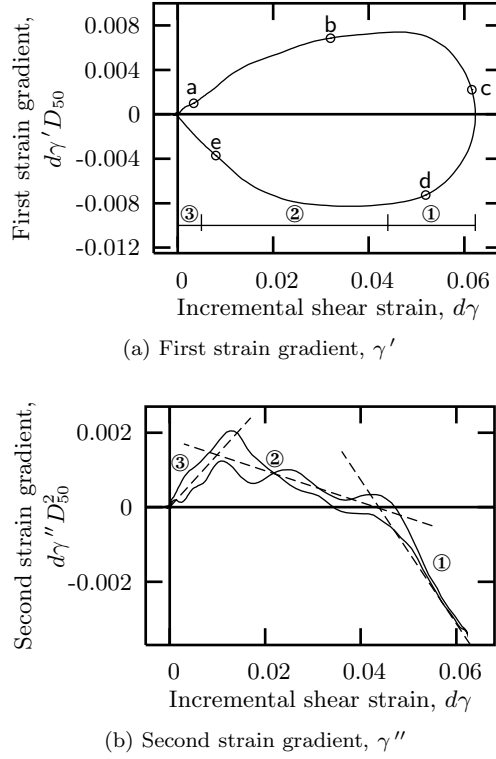 First strain gradient,
dγ′D₅₀
0.008
0.004
0
-0.004
-0.008
-0.012
a
b
c
d
e
③ ② ①
0 0.02 0.04 0.06
Incremental shear strain, dγ
(a) First strain gradient, γ′
Second strain gradient,
dγ″D²₅₀
0.002
0
-0.002
③
②
①
0 0.02 0.04 0.06
Incremental shear strain, dγ
(b) Second strain gradient, γ″